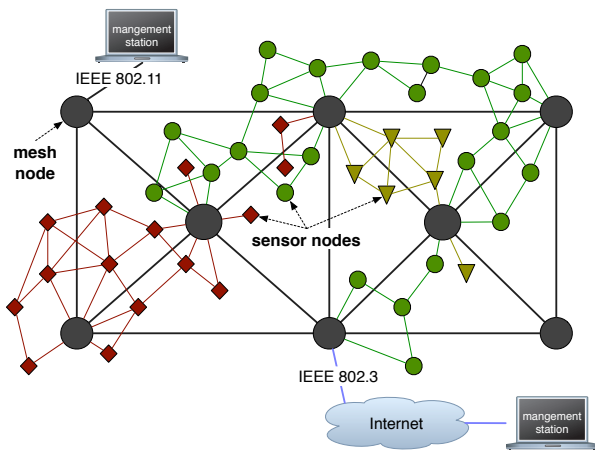 mangement
station
IEEE 802.11
mesh
node
sensor nodes
IEEE 802.3
Internet
mangement
station